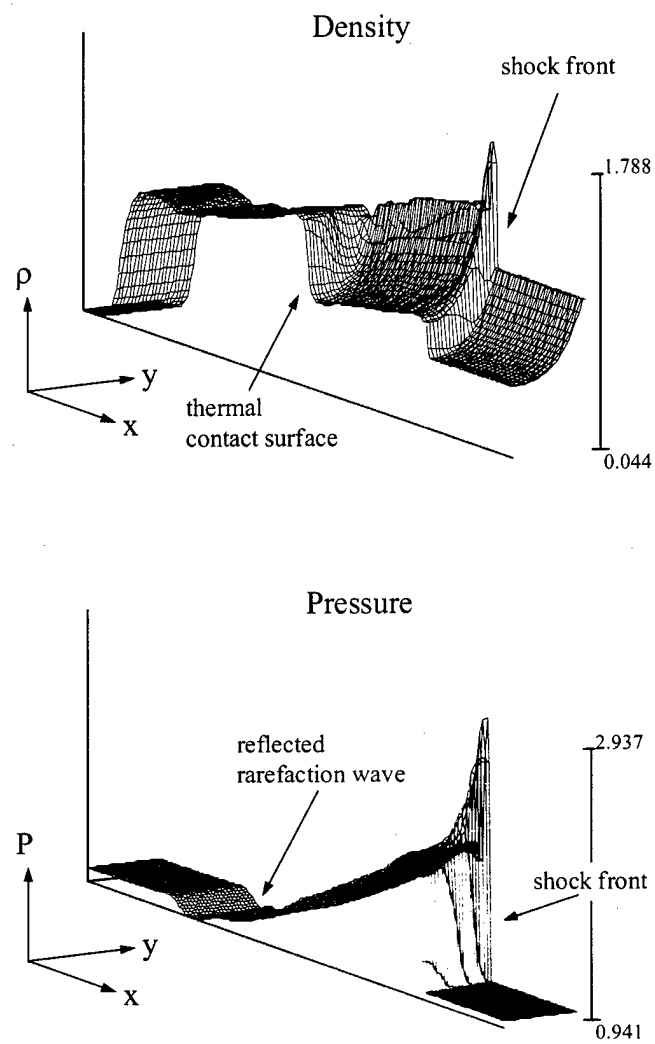 Density
shock front
1.788
ρ
y
x
thermal
contact surface
0.044
Pressure
reflected
rarefaction wave
2.937
P
shock front
y
x
0.941